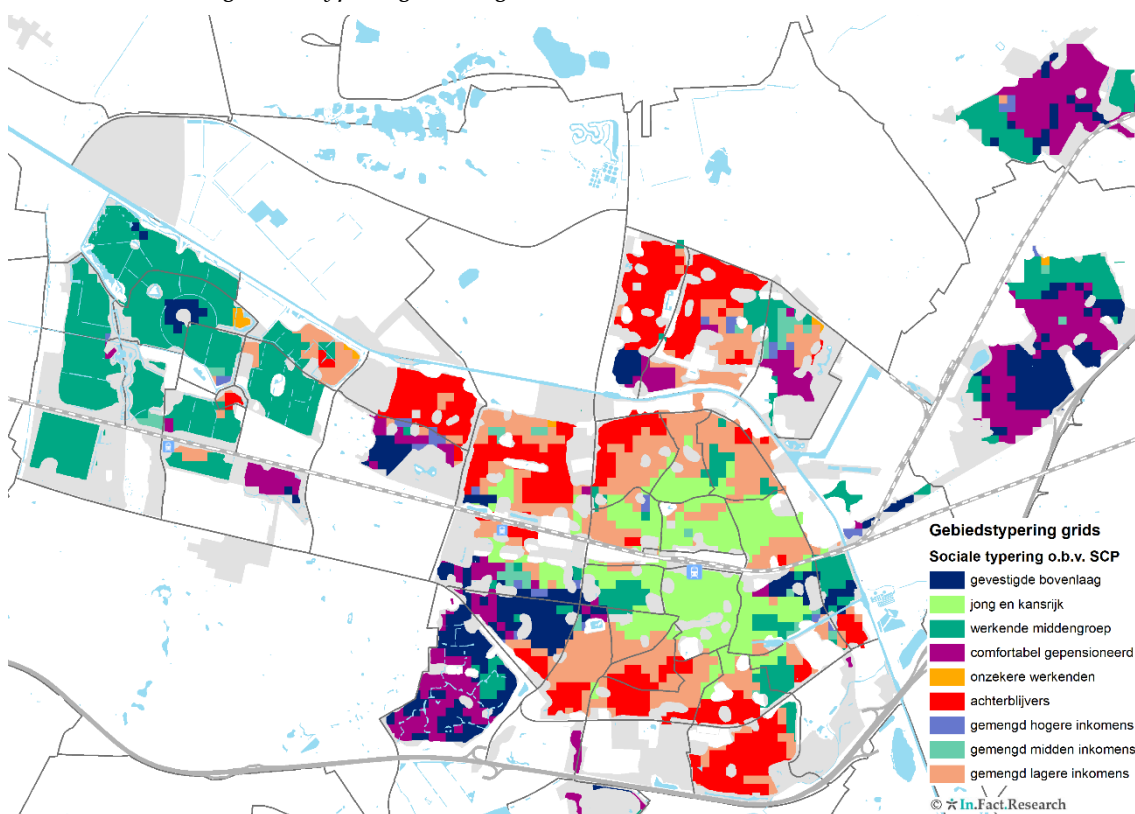 Gebiedstypering grids
Sociale typering o.b.v. SCP
gevestigde bovenlaag
jong en kansrijk
werkende middengroep
comfortabel gepensioneerd
onzekere werkenden
achterblijvers
gemengd hogere inkomens
gemengd midden inkomens
gemengd lagere inkomens
© In.Fact.Research